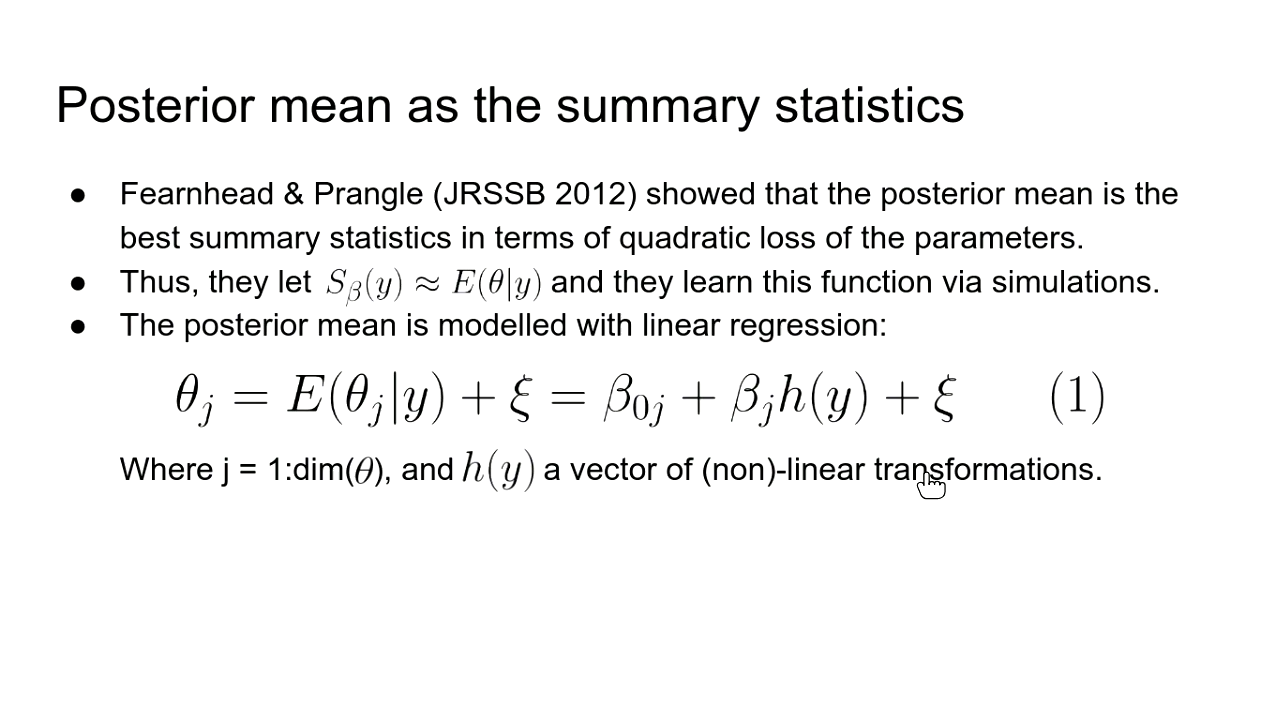 Posterior mean as the summary statistics
● Fearnhead & Prangle (JRSSB 2012) showed that the posterior mean is the
best summary statistics in terms of quadratic loss of the parameters.
● Thus, they let S_β(y) ≈ E(θ|y) and they learn this function via simulations.
● The posterior mean is modelled with linear regression:
θ_j = E(θ_j|y) + ξ = β_{0j} + β_j h(y) + ξ (1)
Where j = 1:dim(θ), and h(y) a vector of (non)-linear transformations.